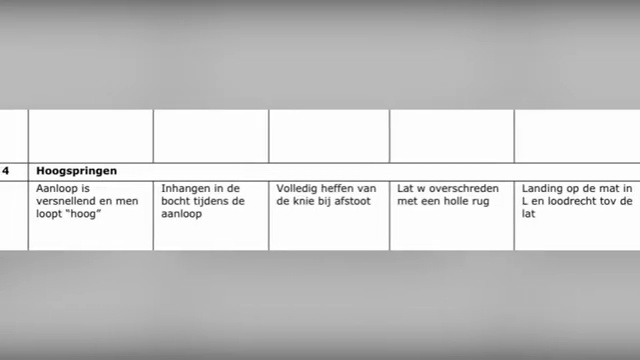 4 Hoogspringen
Aanloop is
versnellend en men
loopt “hoog”
Inhangen in de
bocht tijdens de
aanloop
Volledig heffen van
de knie bij afstoot
Lat w overschreden
met een holle rug
Landing op de mat in
L en loodrecht tov de
lat